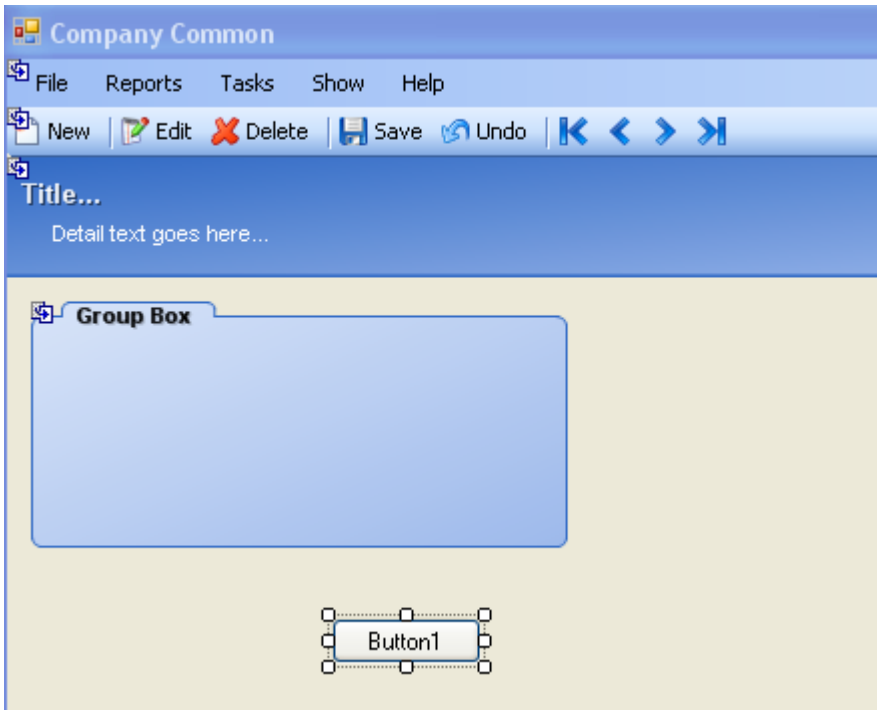 Company Common
File Reports Tasks Show Help
New Edit Delete Save Undo
Title...
Detail text goes here...
Group Box
Button1